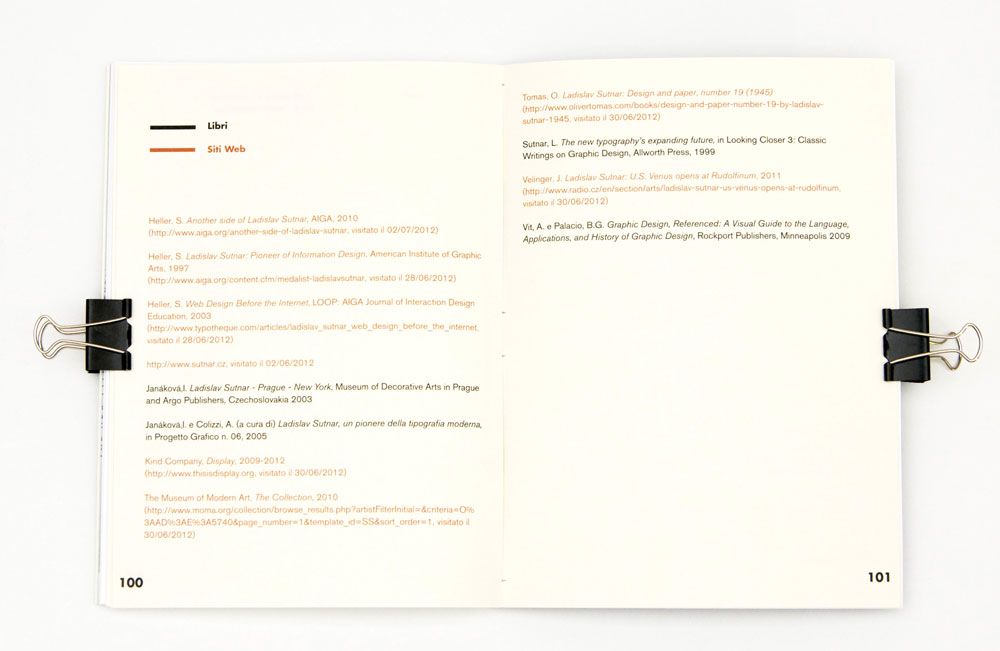 Libri
Siti Web
Heller, S. Another side of Ladislav Sutnar, AIGA, 2010
(http://www.aiga.org/another-side-of-ladislav-sutnar, visitato il 02/07/2012)
Heller, S. Ladislav Sutnar: Pioneer of Information Design, American Institute of Graphic
Arts, 1997
(http://www.aiga.org/content.cfm/medalist-ladislavsutnar, visitato il 28/06/2012)
Heller, S. Web Design Before the Internet, LOOP: AIGA Journal of Interaction Design
Education, 2003
(http://www.typotheque.com/articles/ladislav_sutnar_web_design_before_the_internet,
visitato il 28/06/2012)
http://www.sutnar.cz, visitato il 02/06/2012
Janáková,I. Ladislav Sutnar - Prague - New York, Museum of Decorative Arts in Prague
and Argo Publishers, Czechoslovakia 2003
Janáková,I. e Colizzi, A. (a cura di) Ladislav Sutnar, un pionere della tipografia moderna,
in Progetto Grafico n. 06, 2005
Kind Company, Display, 2009-2012
(http://www.thisisdisplay.org, visitato il 30/06/2012)
The Museum of Modern Art, The Collection, 2010
(http://www.moma.org/collection/browse_results.php?artistFilterInitial=&criteria=O%
3AAD%3AE%3A5740&page_number=1&template_id=SS&sort_order=1, visitato il
30/06/2012)
100
Tomas, O. Ladislav Sutnar: Design and paper, number 19 (1945)
(http://www.olivertomas.com/books/design-and-paper-number-19-by-ladislav-
sutnar-1945, visitato il 30/06/2012)
Sutnar, L. The new typography's expanding future, in Looking Closer 3: Classic
Writings on Graphic Design, Allworth Press, 1999
Velinger, J. Ladislav Sutnar: U.S. Venus opens at Rudolfinum, 2011
(http://www.radio.cz/en/section/arts/ladislav-sutnar-us-venus-opens-at-rudolfinum,
visitato il 30/06/2012)
Vit, A. e Palacio, B.G. Graphic Design, Referenced: A Visual Guide to the Language,
Applications, and History of Graphic Design, Rockport Publishers, Minneapolis 2009
101